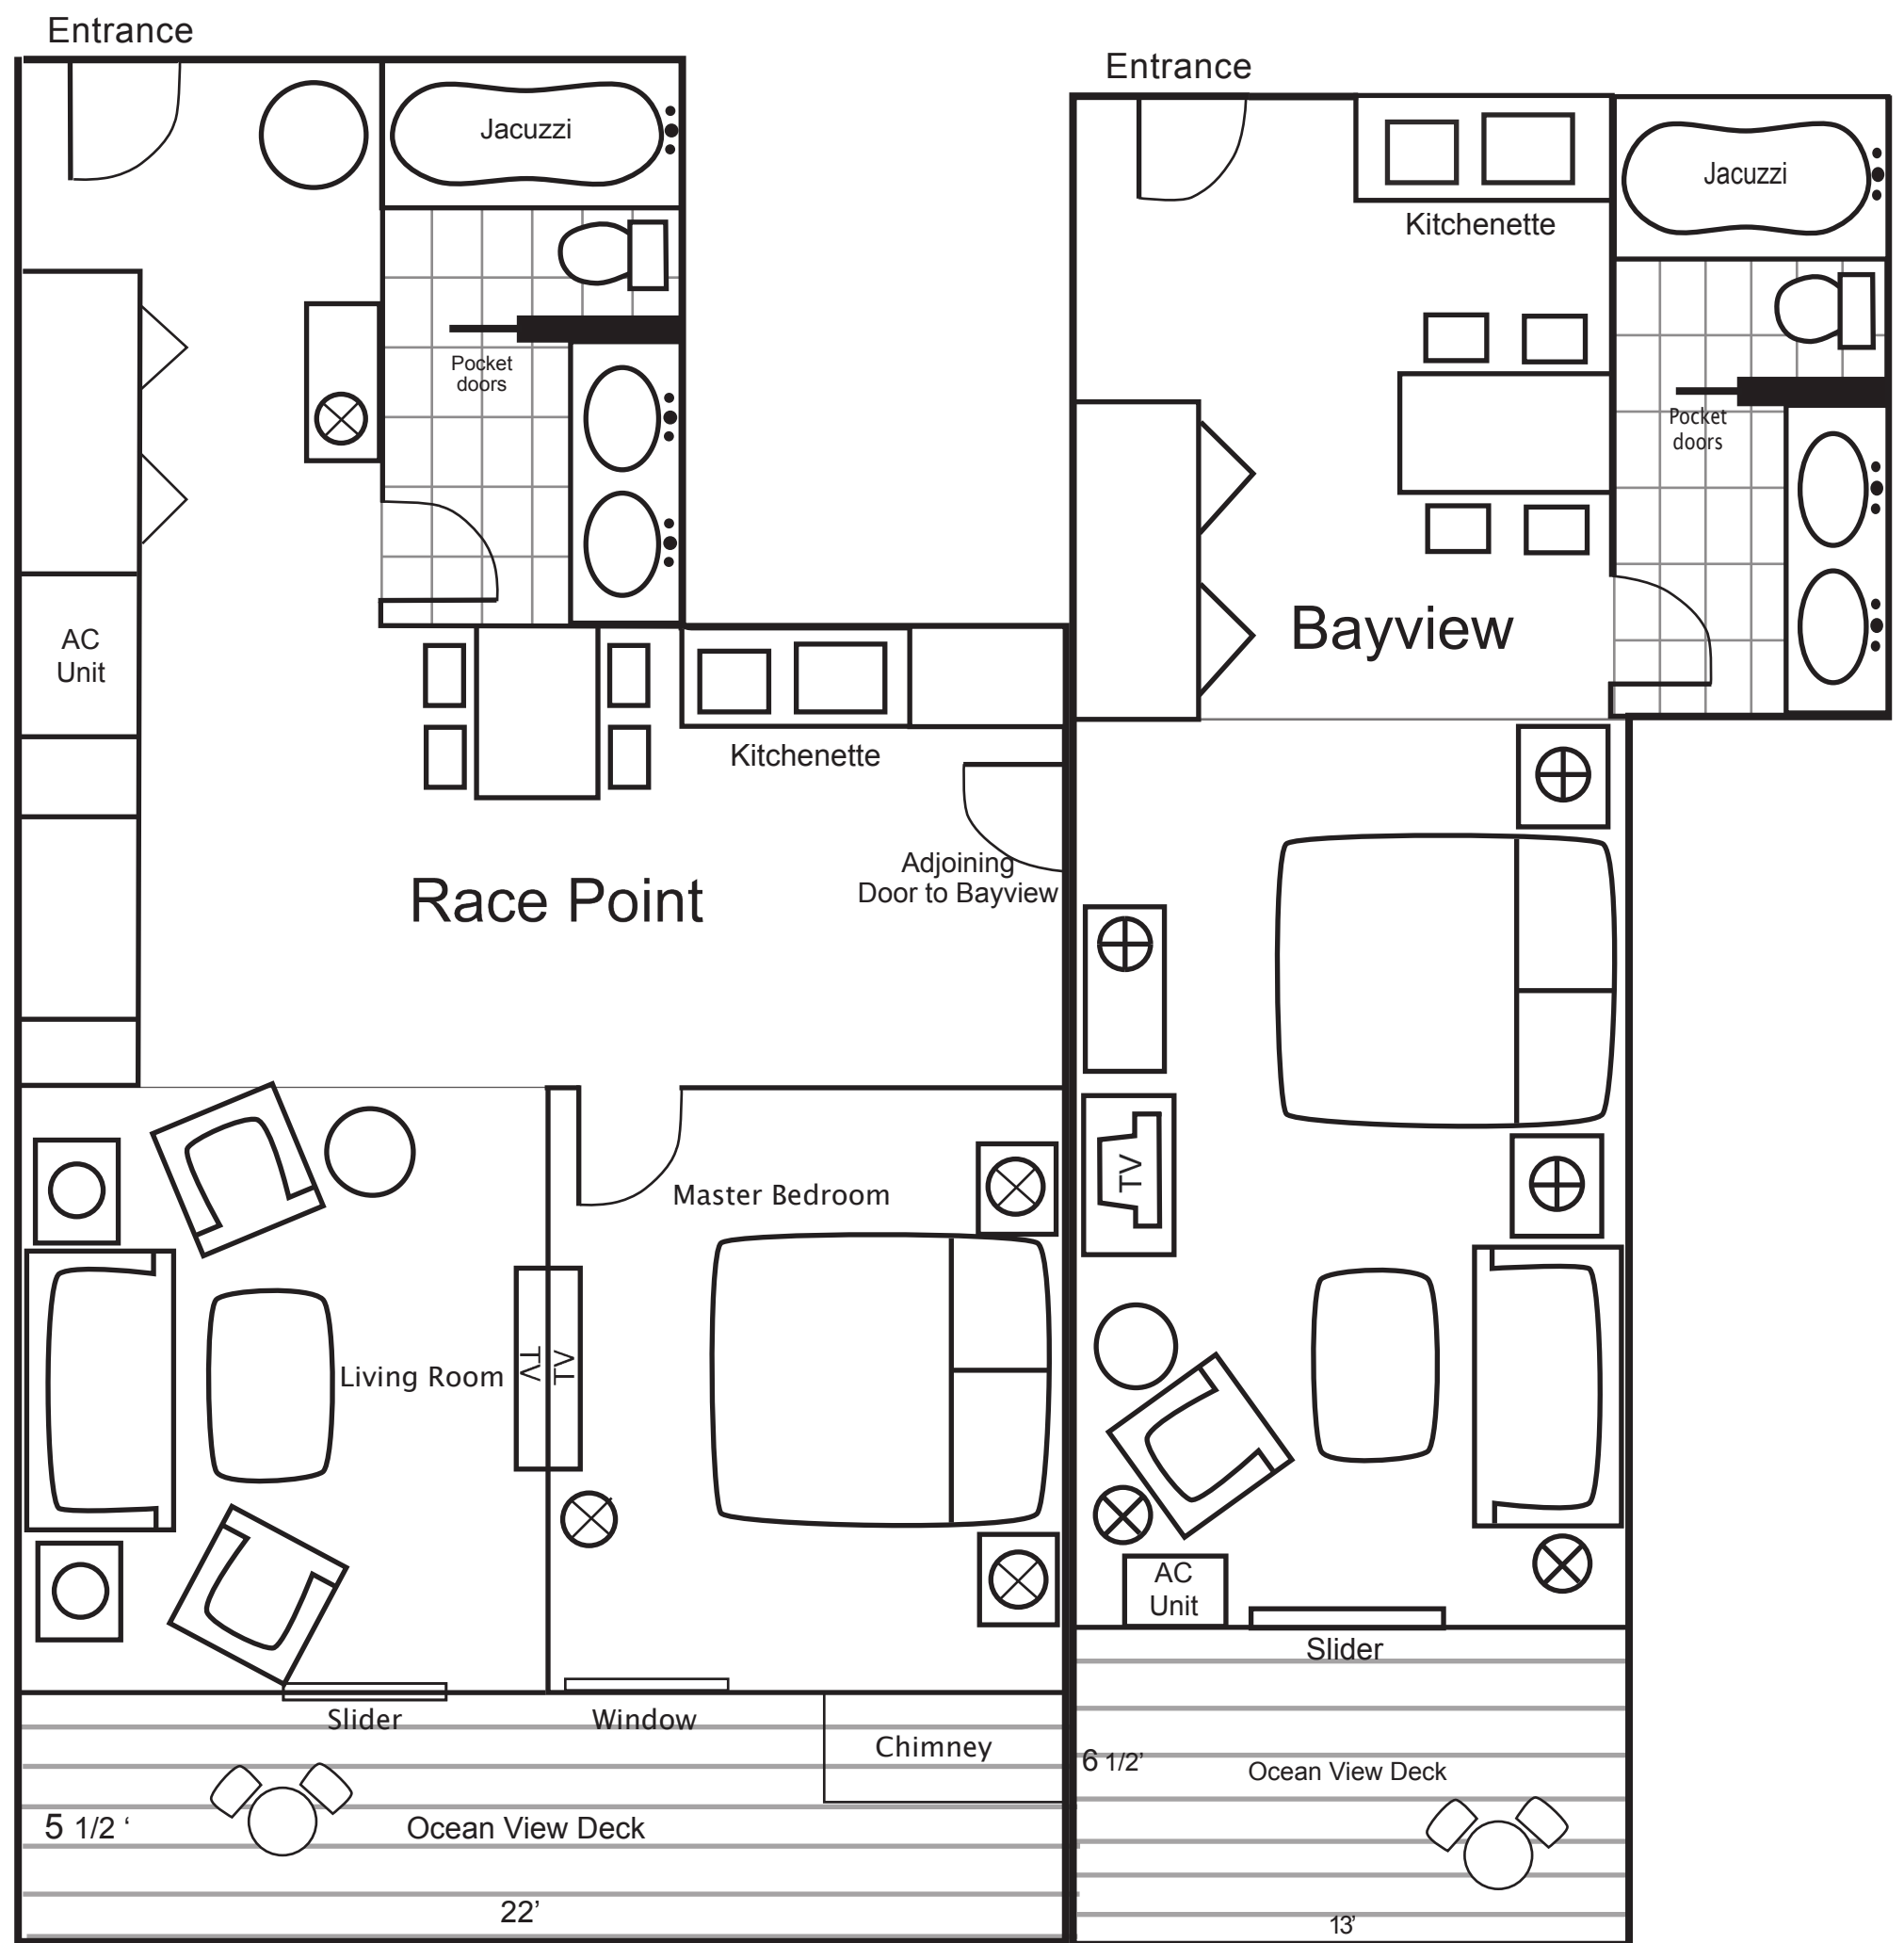 Entrance
Jacuzzi
Pocket
doors
AC
Unit
Kitchenette
Adjoining
Door to Bayview
Race Point
Master Bedroom
Living Room
TV
TV
Slider
Window
Chimney
5 1/2 ‘
Ocean View Deck
22’
Entrance
Jacuzzi
Kitchenette
Pocket
doors
Bayview
TV
AC
Unit
Slider
6 1/2’
Ocean View Deck
13’